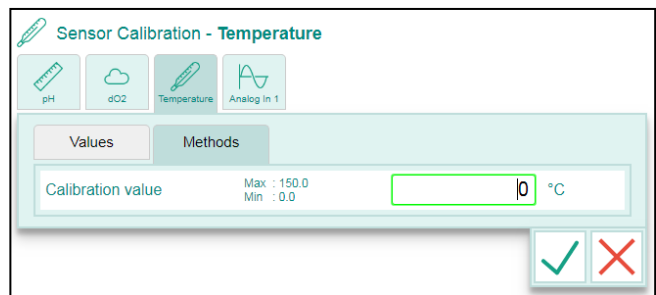 Sensor Calibration - Temperature
pH dO2 Temperature Analog In 1
Values Methods
Calibration value Max : 150.0 0 °C
Min : 0.0